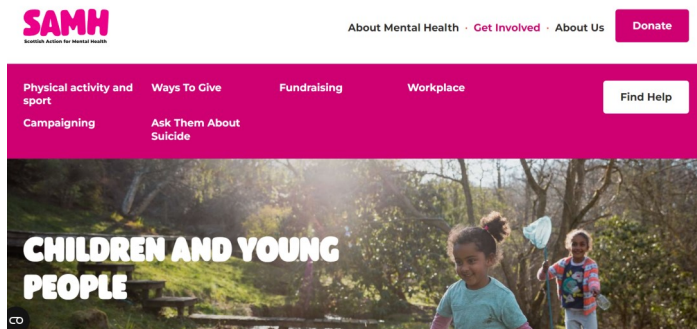 SAMH
Scottish Action for Mental Health
About Mental Health · Get Involved · About Us
Donate
Physical activity and
sport
Ways To Give
Fundraising
Workplace
Find Help
Campaigning
Ask Them About
Suicide
CHILDREN AND YOUNG
PEOPLE